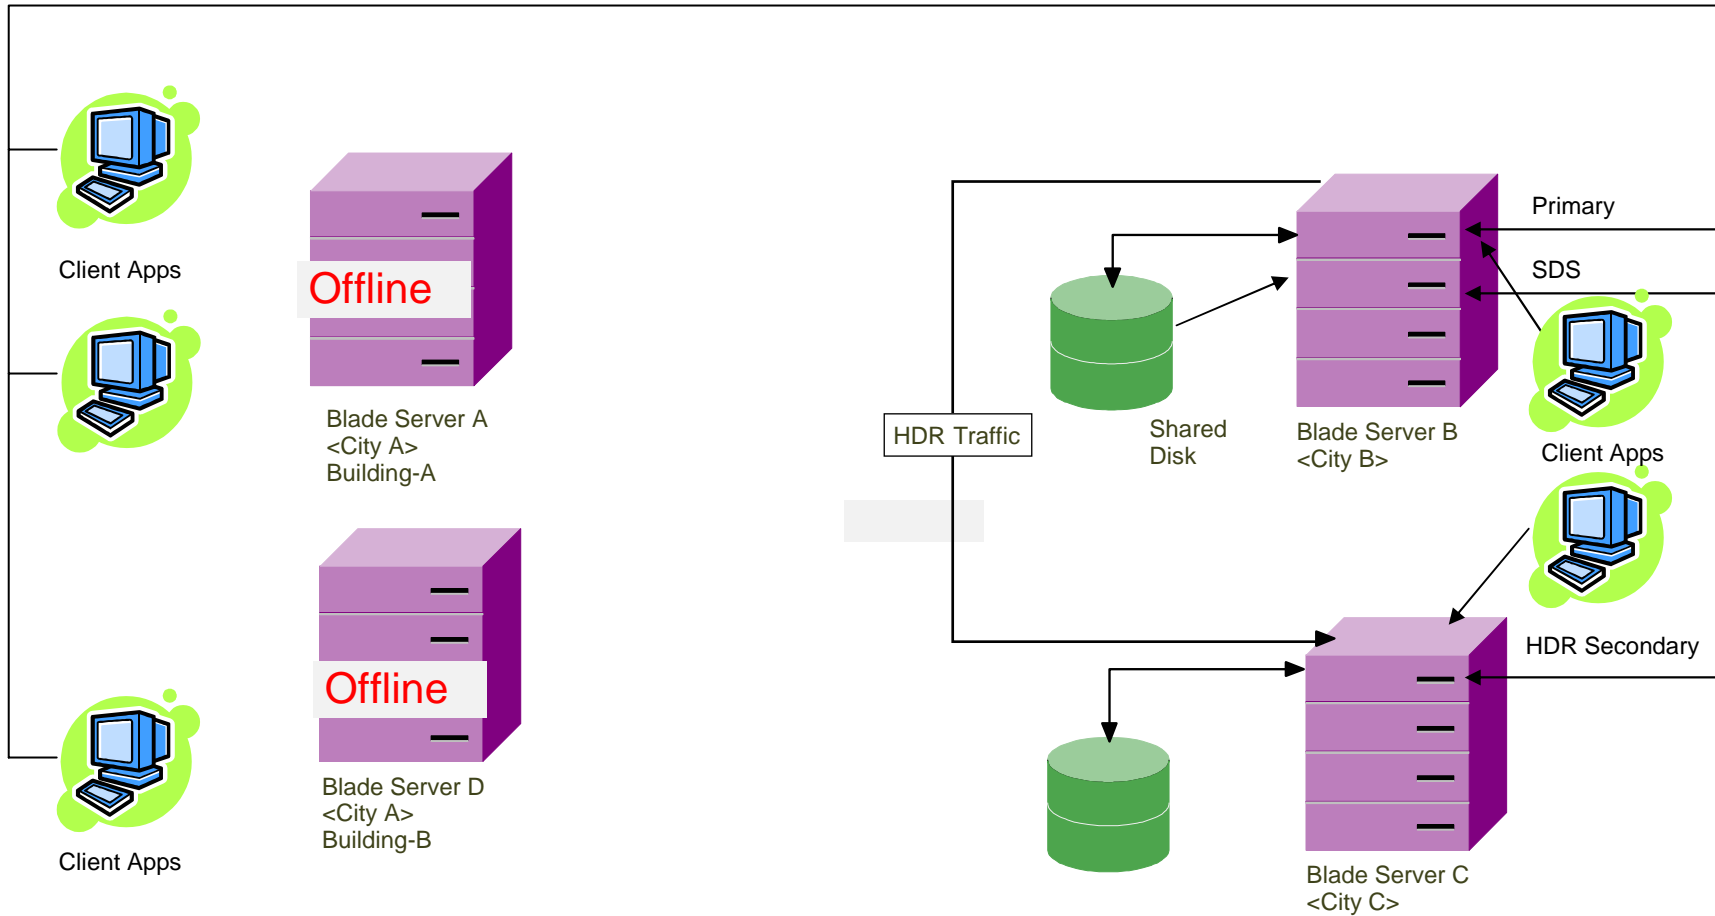 Client Apps
Offline
Blade Server A
<City A>
Building-A
Offline
Blade Server D
<City A>
Building-B
Client Apps
HDR Traffic
Shared
Disk
Primary
SDS
Blade Server B
<City B>
Client Apps
HDR Secondary
Blade Server C
<City C>